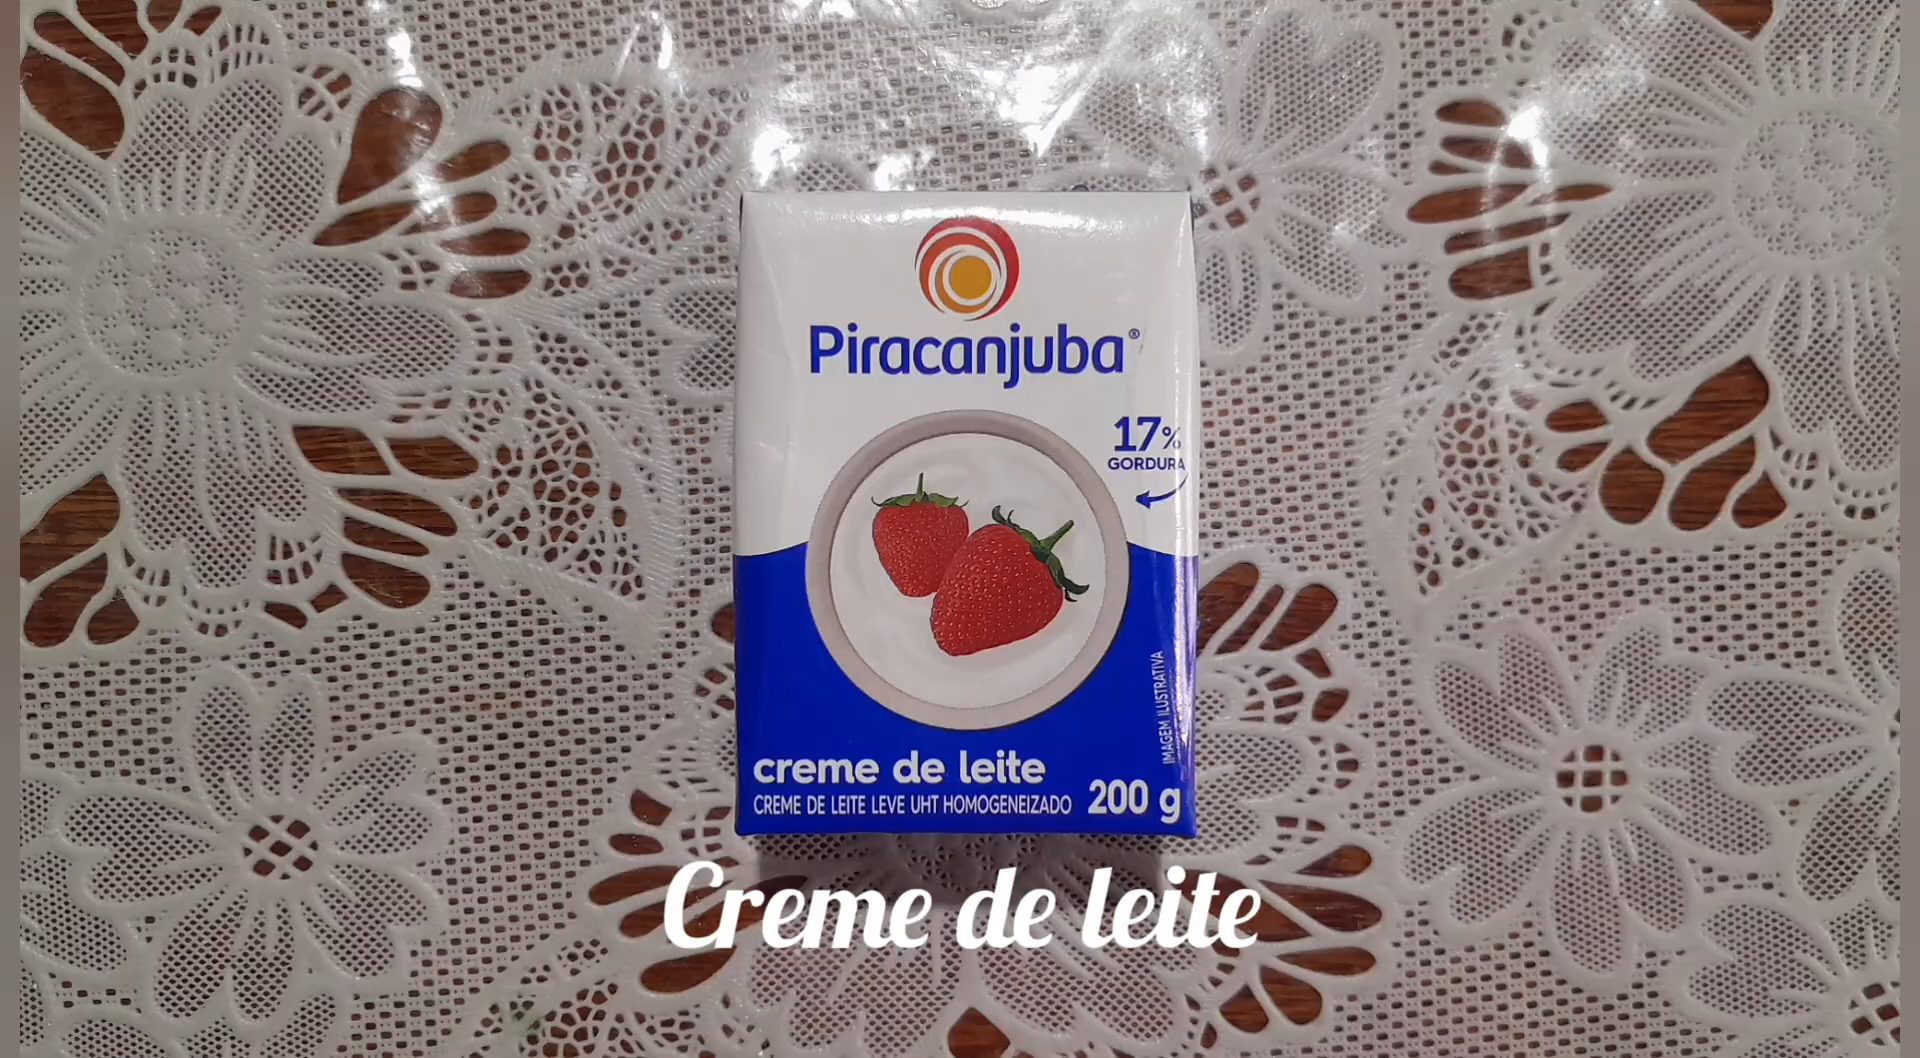 Piracanjuba®
17%
GORDURA
IMAGEM ILUSTRATIVA
creme de leite
CREME DE LEITE LEVE UHT HOMOGENEIZADO
200 g
Creme de leite